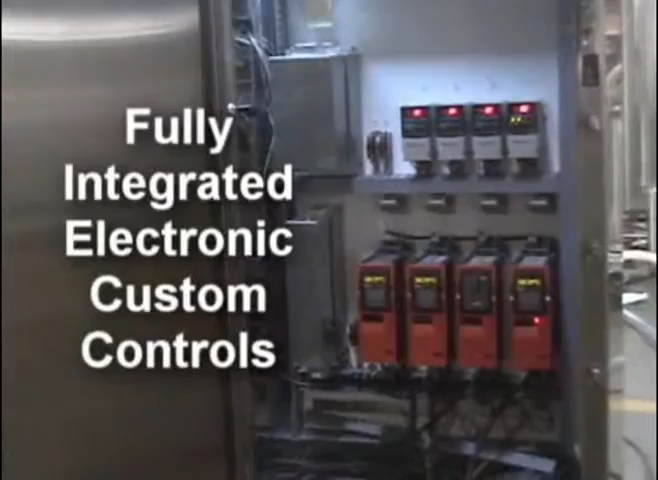 Fully
Integrated
Electronic
Custom
Controls